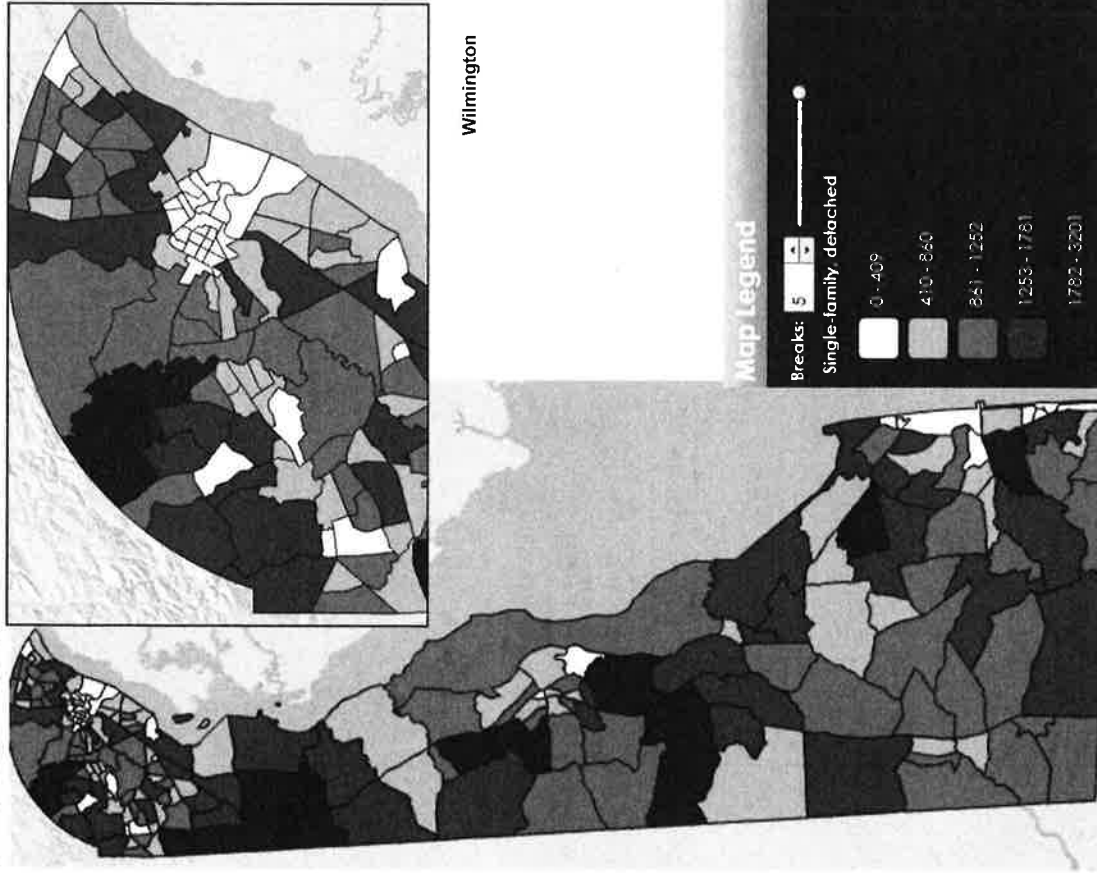 Wilmington
Map Legend
Breaks: 5
Single-family, detached
0 - 409
410 - 860
861 - 1252
1253 - 1781
1782 - 3201